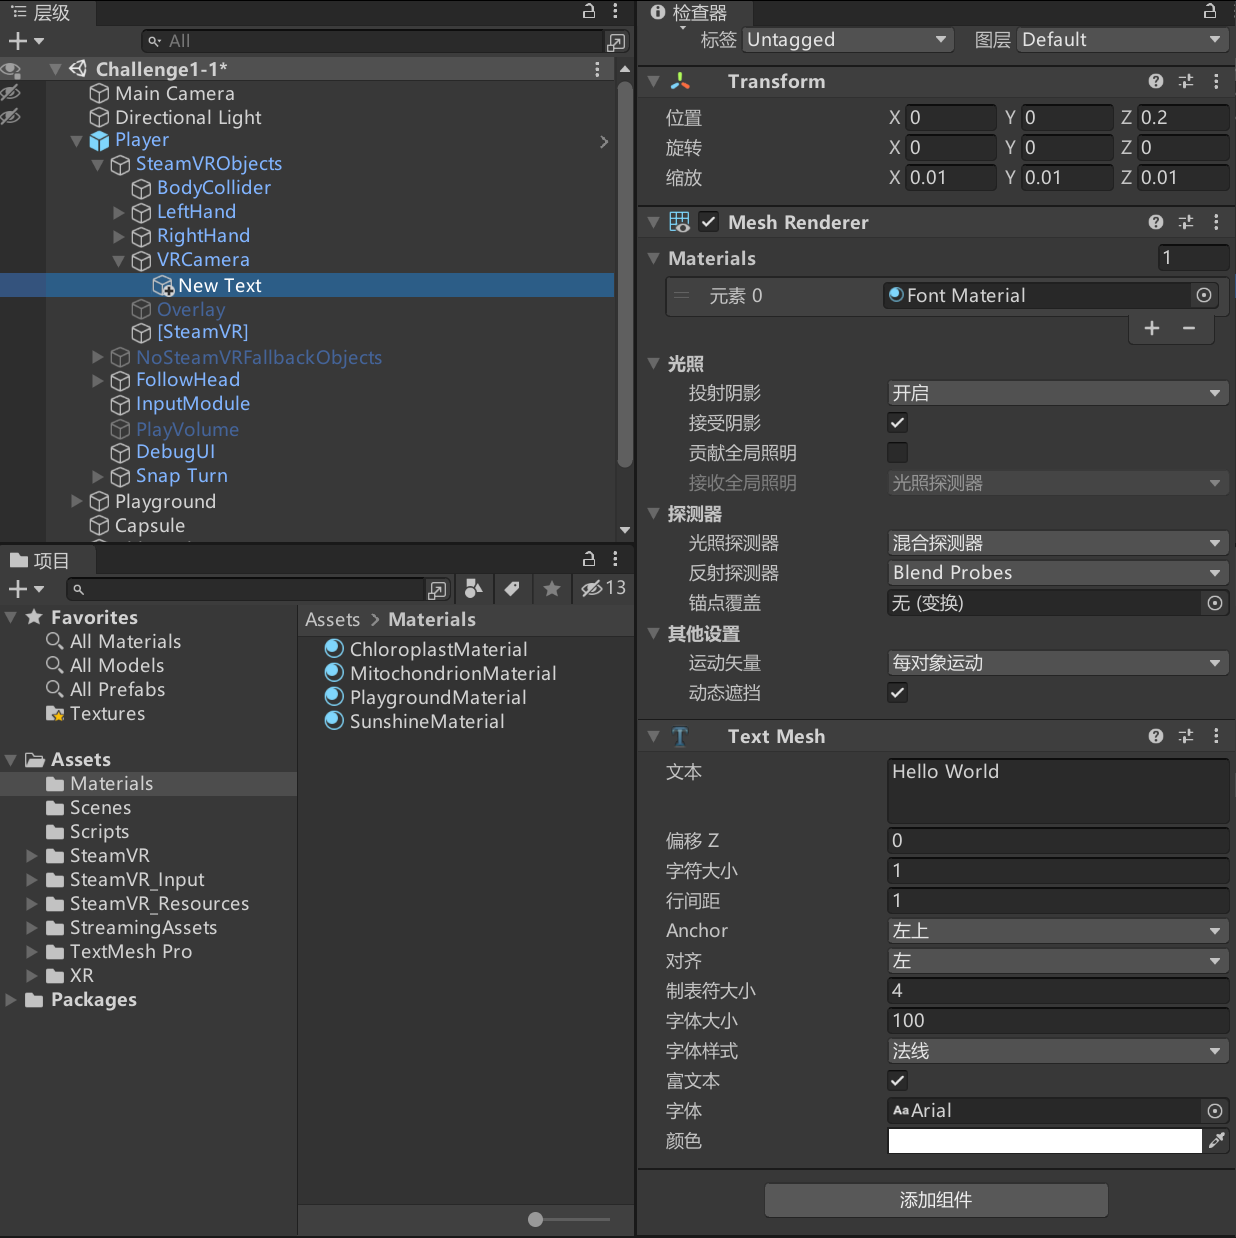 层级
All
Challenge1-1*
Main Camera
Directional Light
Player
SteamVRObjects
BodyCollider
LeftHand
RightHand
VRCamera
New Text
Overlay
[SteamVR]
NoSteamVRFallbackObjects
FollowHead
InputModule
PlayVolume
DebugUI
Snap Turn
Playground
Capsule
项目
13
Favorites
All Materials
All Models
All Prefabs
Textures
Assets
Materials
Scenes
Scripts
SteamVR
SteamVR_Input
SteamVR_Resources
StreamingAssets
TextMesh Pro
XR
Packages
Assets > Materials
ChloroplastMaterial
MitochondrionMaterial
PlaygroundMaterial
SunshineMaterial
检查器
标签 Untagged 图层 Default
Transform
位置 X 0 Y 0 Z 0.2
旋转 X 0 Y 0 Z 0
缩放 X 0.01 Y 0.01 Z 0.01
Mesh Renderer
Materials 1
元素 0 Font Material
光照
投射阴影 开启
接受阴影
贡献全局照明
接收全局照明 光照探测器
探测器
光照探测器 混合探测器
反射探测器 Blend Probes
锚点覆盖 无 (变换)
其他设置
运动矢量 每对象运动
动态遮挡
Text Mesh
文本 Hello World
偏移 Z 0
字符大小 1
行间距 1
Anchor 左上
对齐 左
制表符大小 4
字体大小 100
字体样式 法线
富文本
字体 Aa Arial
颜色
添加组件